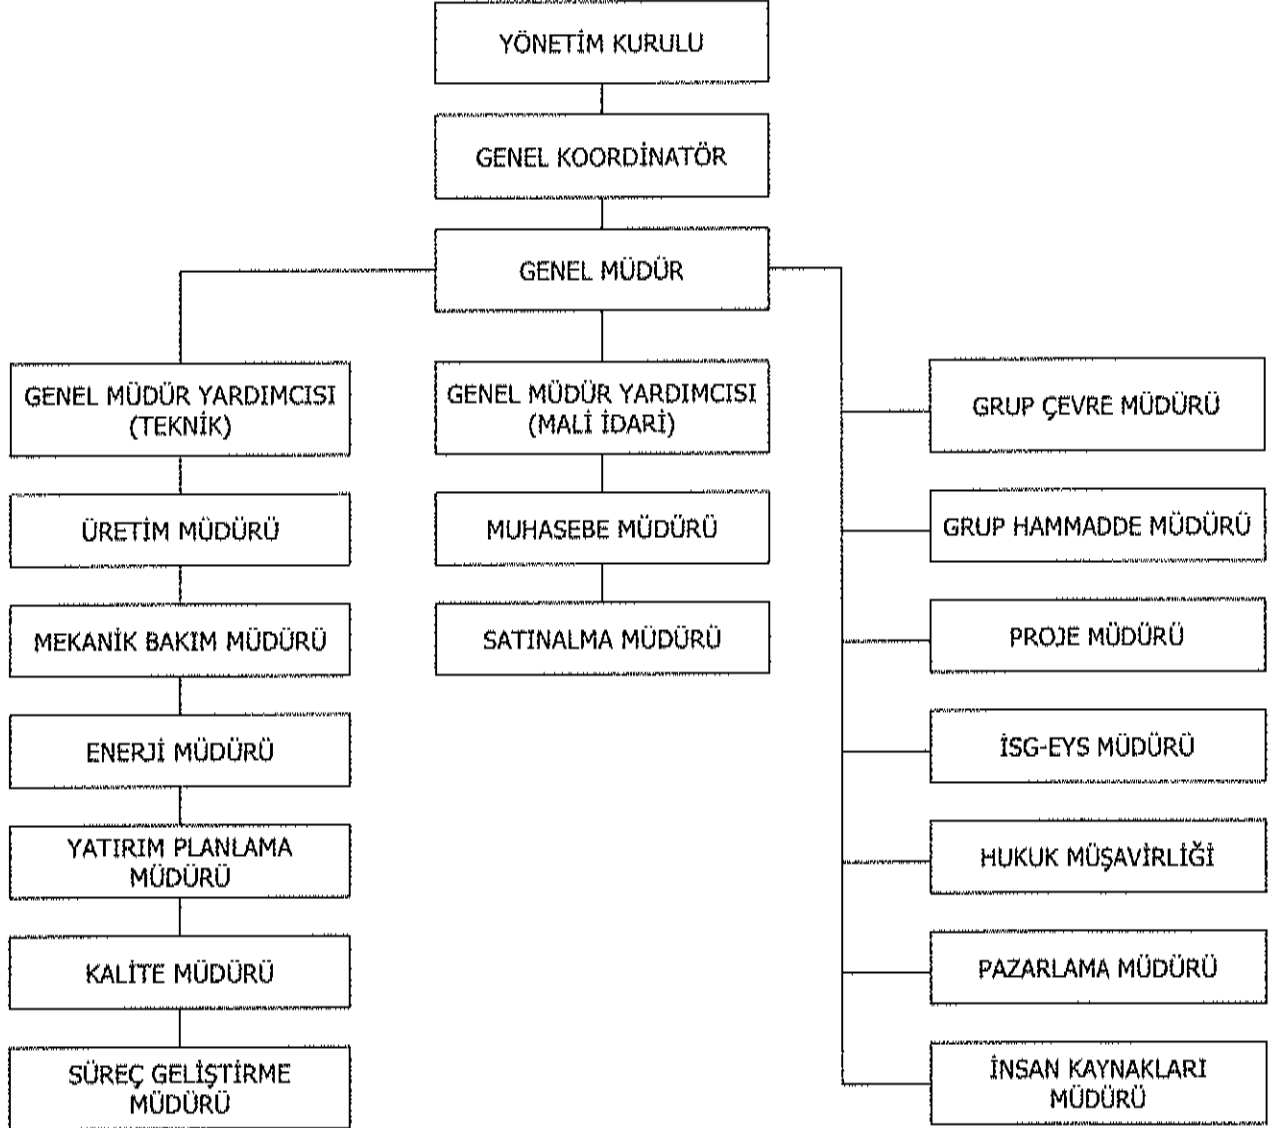 YÖNETİM KURULU
GENEL KOORDİNATÖR
GENEL MÜDÜR
GENEL MÜDÜR YARDIMCISI
(TEKNİK)
ÜRETİM MÜDÜRÜ
MEKANİK BAKIM MÜDÜRÜ
ENERJİ MÜDÜRÜ
YATIRIM PLANLAMA
MÜDÜRÜ
KALİTE MÜDÜRÜ
SÜREÇ GELİŞTİRME
MÜDÜRÜ
GENEL MÜDÜR YARDIMCISI
(MALİ İDARİ)
MUHASEBE MÜDÜRÜ
SATINALMA MÜDÜRÜ
GRUP ÇEVRE MÜDÜRÜ
GRUP HAMMADDE MÜDÜRÜ
PROJE MÜDÜRÜ
İSG-EYS MÜDÜRÜ
HUKUK MÜŞAVİRLİĞİ
PAZARLAMA MÜDÜRÜ
İNSAN KAYNAKLARI
MÜDÜRÜ